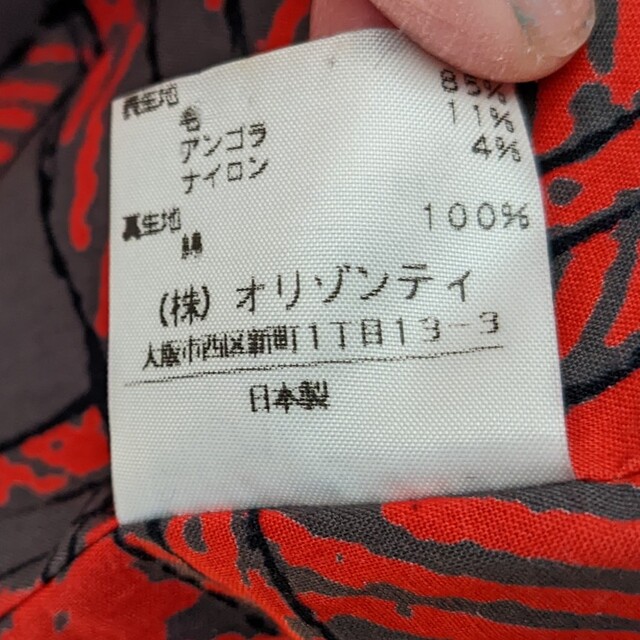 表生地
毛 85%
アンゴラ 11%
ナイロン 4%
裏生地
綿 100%
(株) オリゾンティ
大阪市西区新町1丁目13-3
日本製